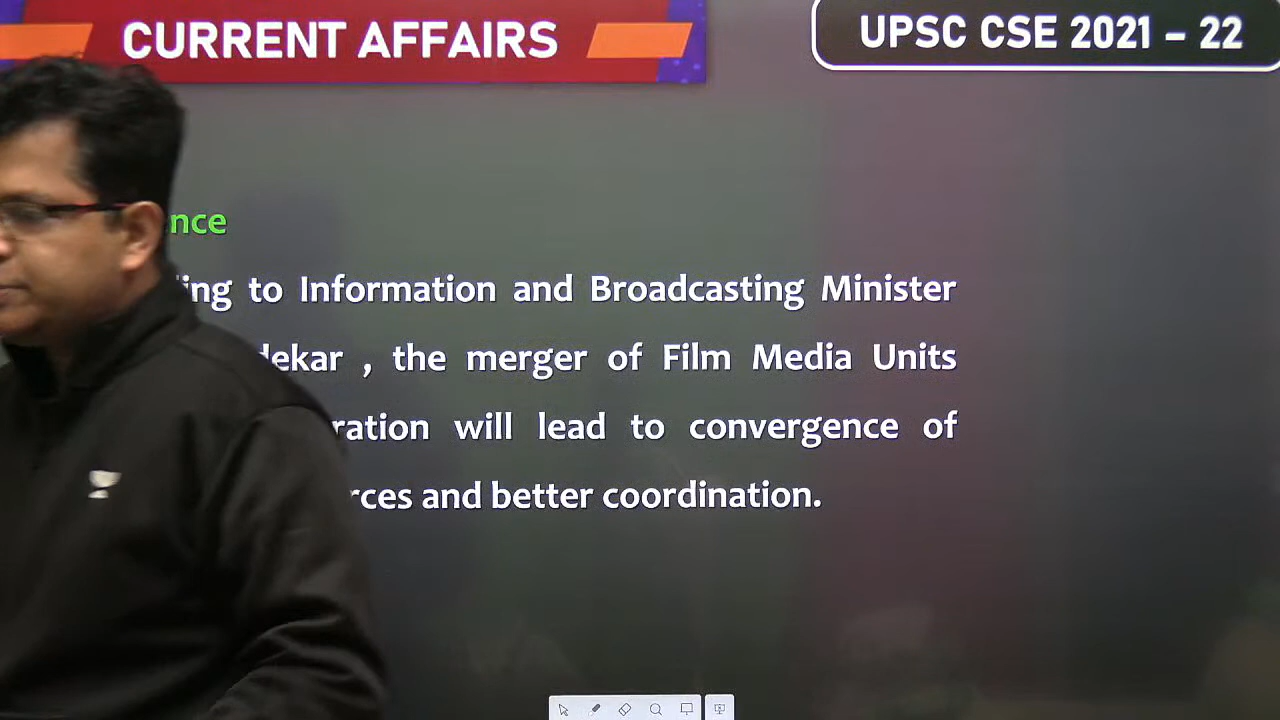 CURRENT AFFAIRS
UPSC CSE 2021 – 22
nce
ing to Information and Broadcasting Minister
dekar , the merger of Film Media Units
ration will lead to convergence of
rces and better coordination.